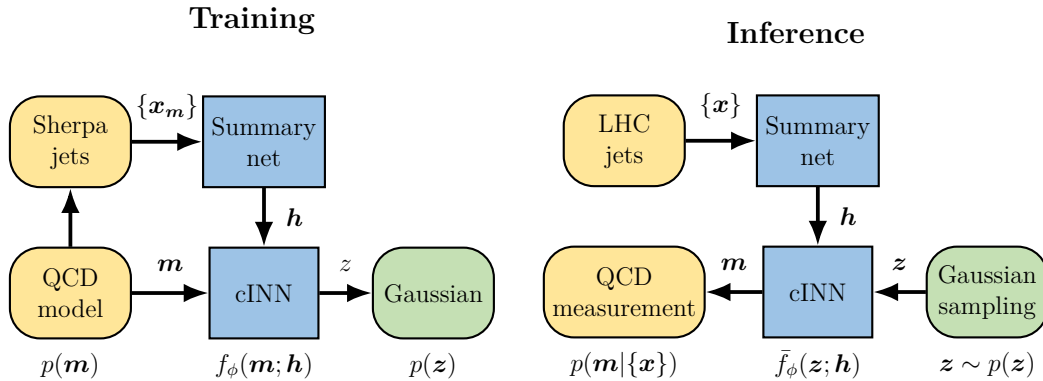 Training
Inference
{x_m}
Sherpa
jets
Summary
net
h
QCD
model
m
cINN
z
Gaussian
p(m)
f_ϕ(m; h)
p(z)
{x}
LHC
jets
Summary
net
h
QCD
measurement
m
cINN
z
Gaussian
sampling
p(m|{x})
f̄_ϕ(z; h)
z ∼ p(z)